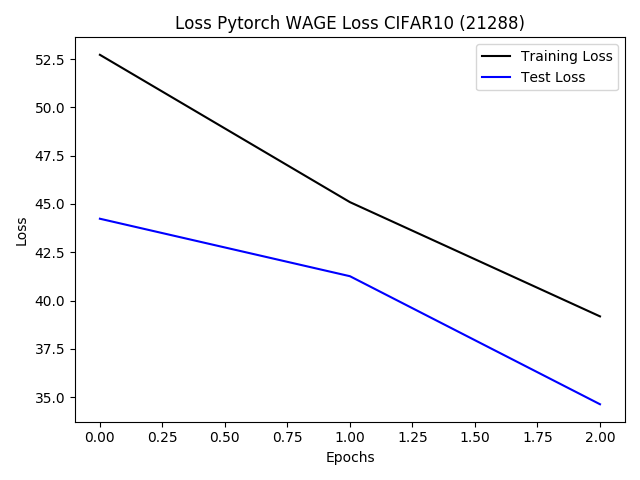 Loss Pytorch WAGE Loss CIFAR10 (21288)
Training Loss
Test Loss
52.5
50.0
47.5
45.0
42.5
40.0
37.5
35.0
Loss
0.00 0.25 0.50 0.75 1.00 1.25 1.50 1.75 2.00
Epochs